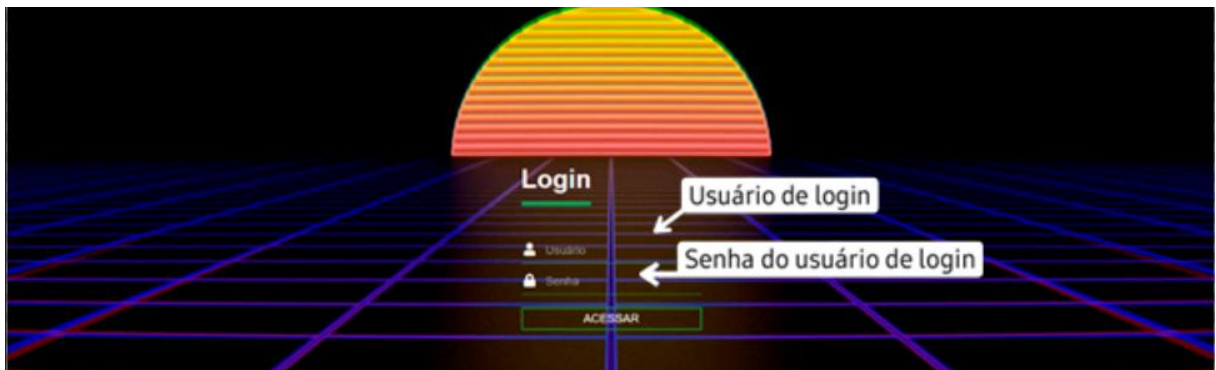 Login
Usuário de login
Usuário
Senha do usuário de login
Senha
ACESSAR